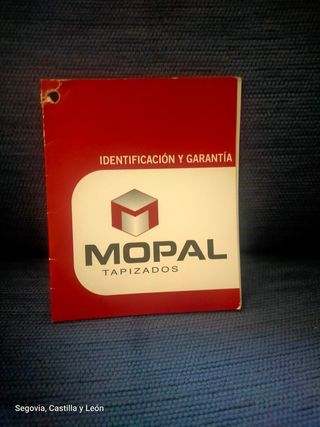 IDENTIFICACIÓN Y GARANTÍA
MOPAL
TAPIZADOS
Segovia, Castilla y León